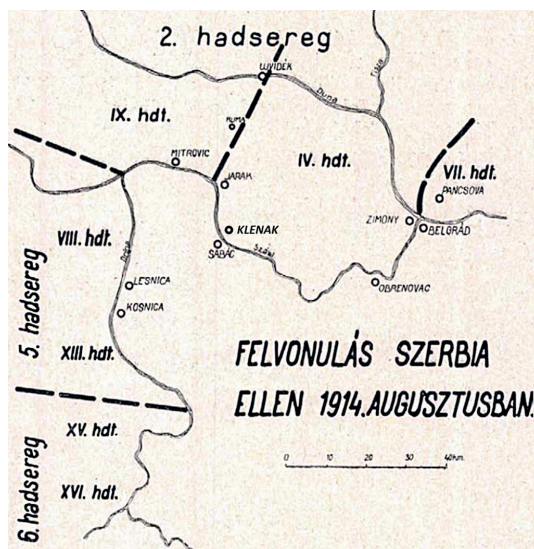 2. hadsereg
UJVIDÉK
Duna
Tisza
IX. hdt.
RUMA
MITROVIC
IV. hdt.
VII. hdt.
PANCSOVA
JARAK
ZIMONY
BELGRÁD
VIII. hdt.
KLENAK
SABÁC
Száva
Drina
LESNICA
OBRENOVAC
KOSNICA
5. hadsereg
XIII. hdt.
FELVONULÁS SZERBIA
ELLEN 1914. AUGUSZTUSBAN.
XV. hdt.
0 10 20 30 40 km.
XVI. hdt.
6. hadsereg